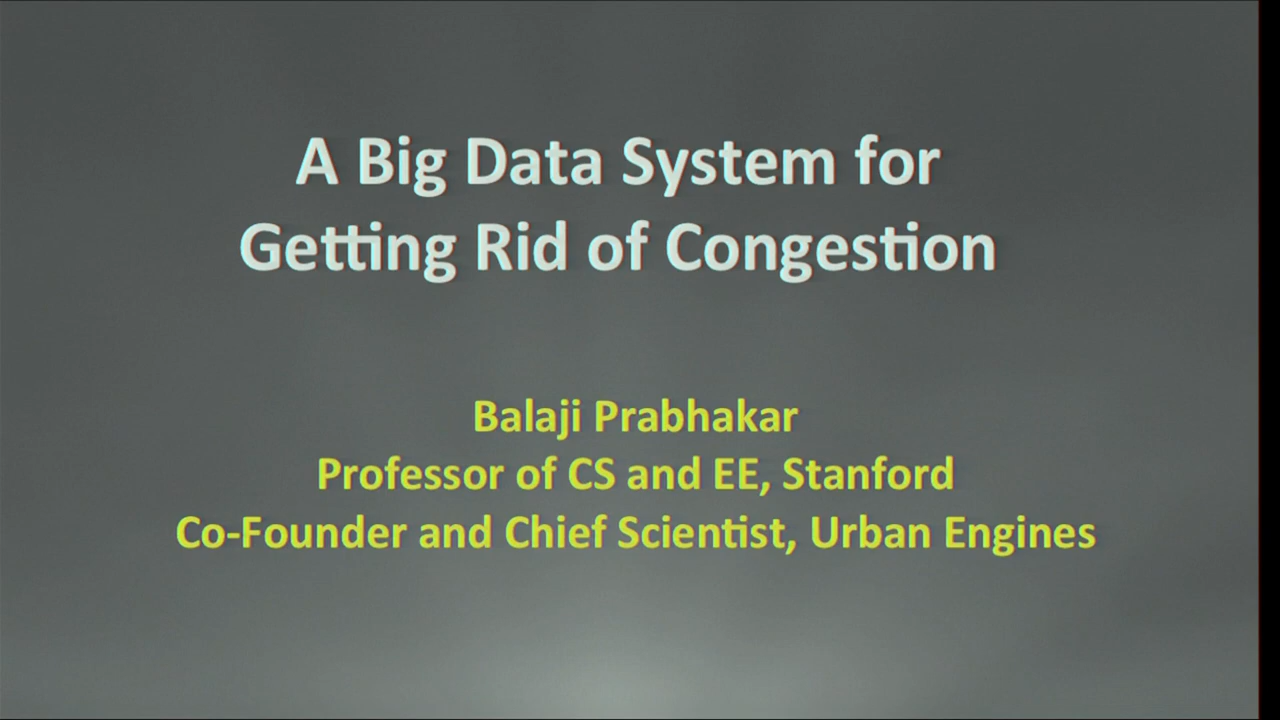 A Big Data System for
Getting Rid of Congestion
Balaji Prabhakar
Professor of CS and EE, Stanford
Co-Founder and Chief Scientist, Urban Engines